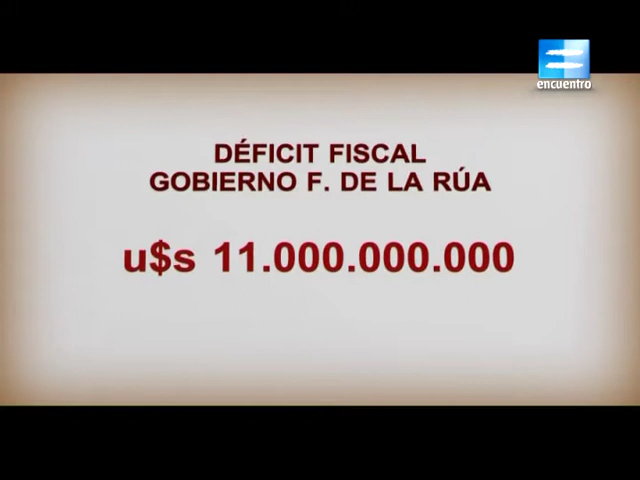 encuentro
DÉFICIT FISCAL
GOBIERNO F. DE LA RÚA
u$s 11.000.000.000